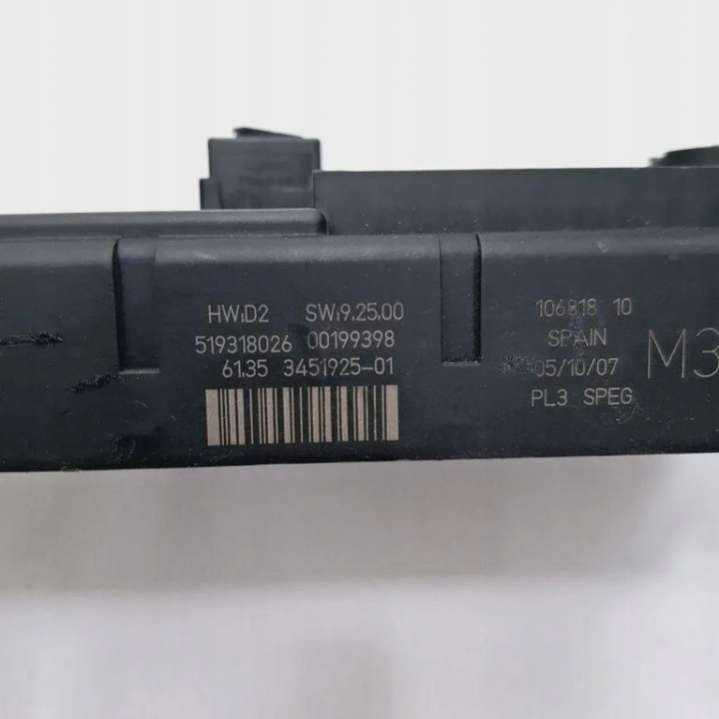 HW:D2 SW:9.25.00
519318026 00199398
61.35 3451925-01
106818 10
SPAIN
05/10/07
PL3 SPEG
M3